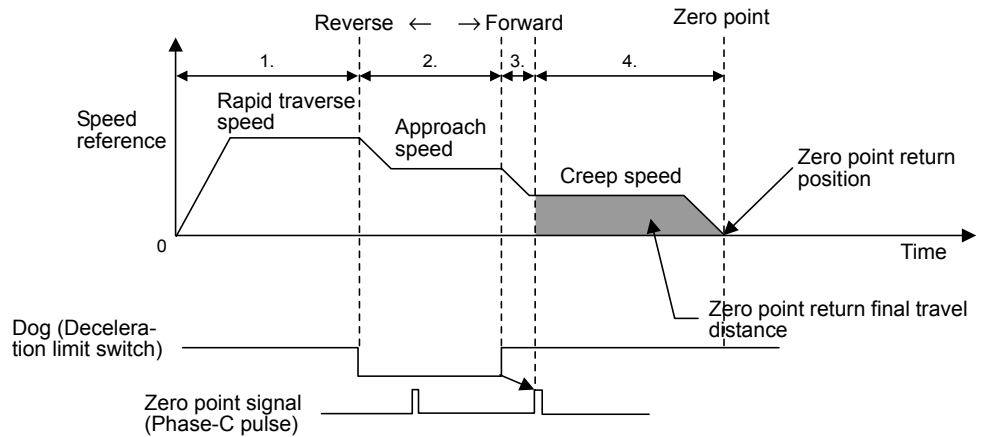 Reverse ← → Forward
Zero point
1.
2.
3.
4.
Speed
reference
Rapid traverse
speed
Approach
speed
Creep speed
Zero point return
position
0
Time
Zero point return final travel
distance
Dog (Decelera-
tion limit switch)
Zero point signal
(Phase-C pulse)